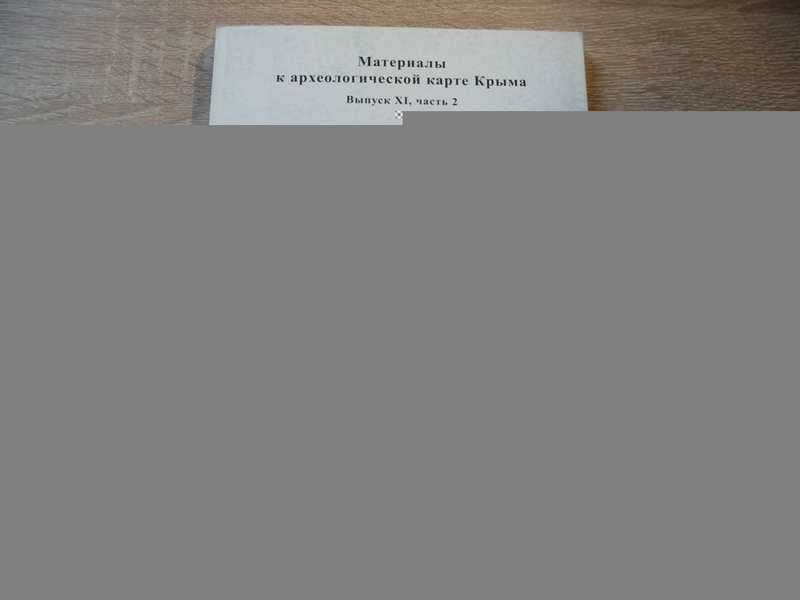 Материалы
к археологической карте Крыма
Выпуск XI, часть 2